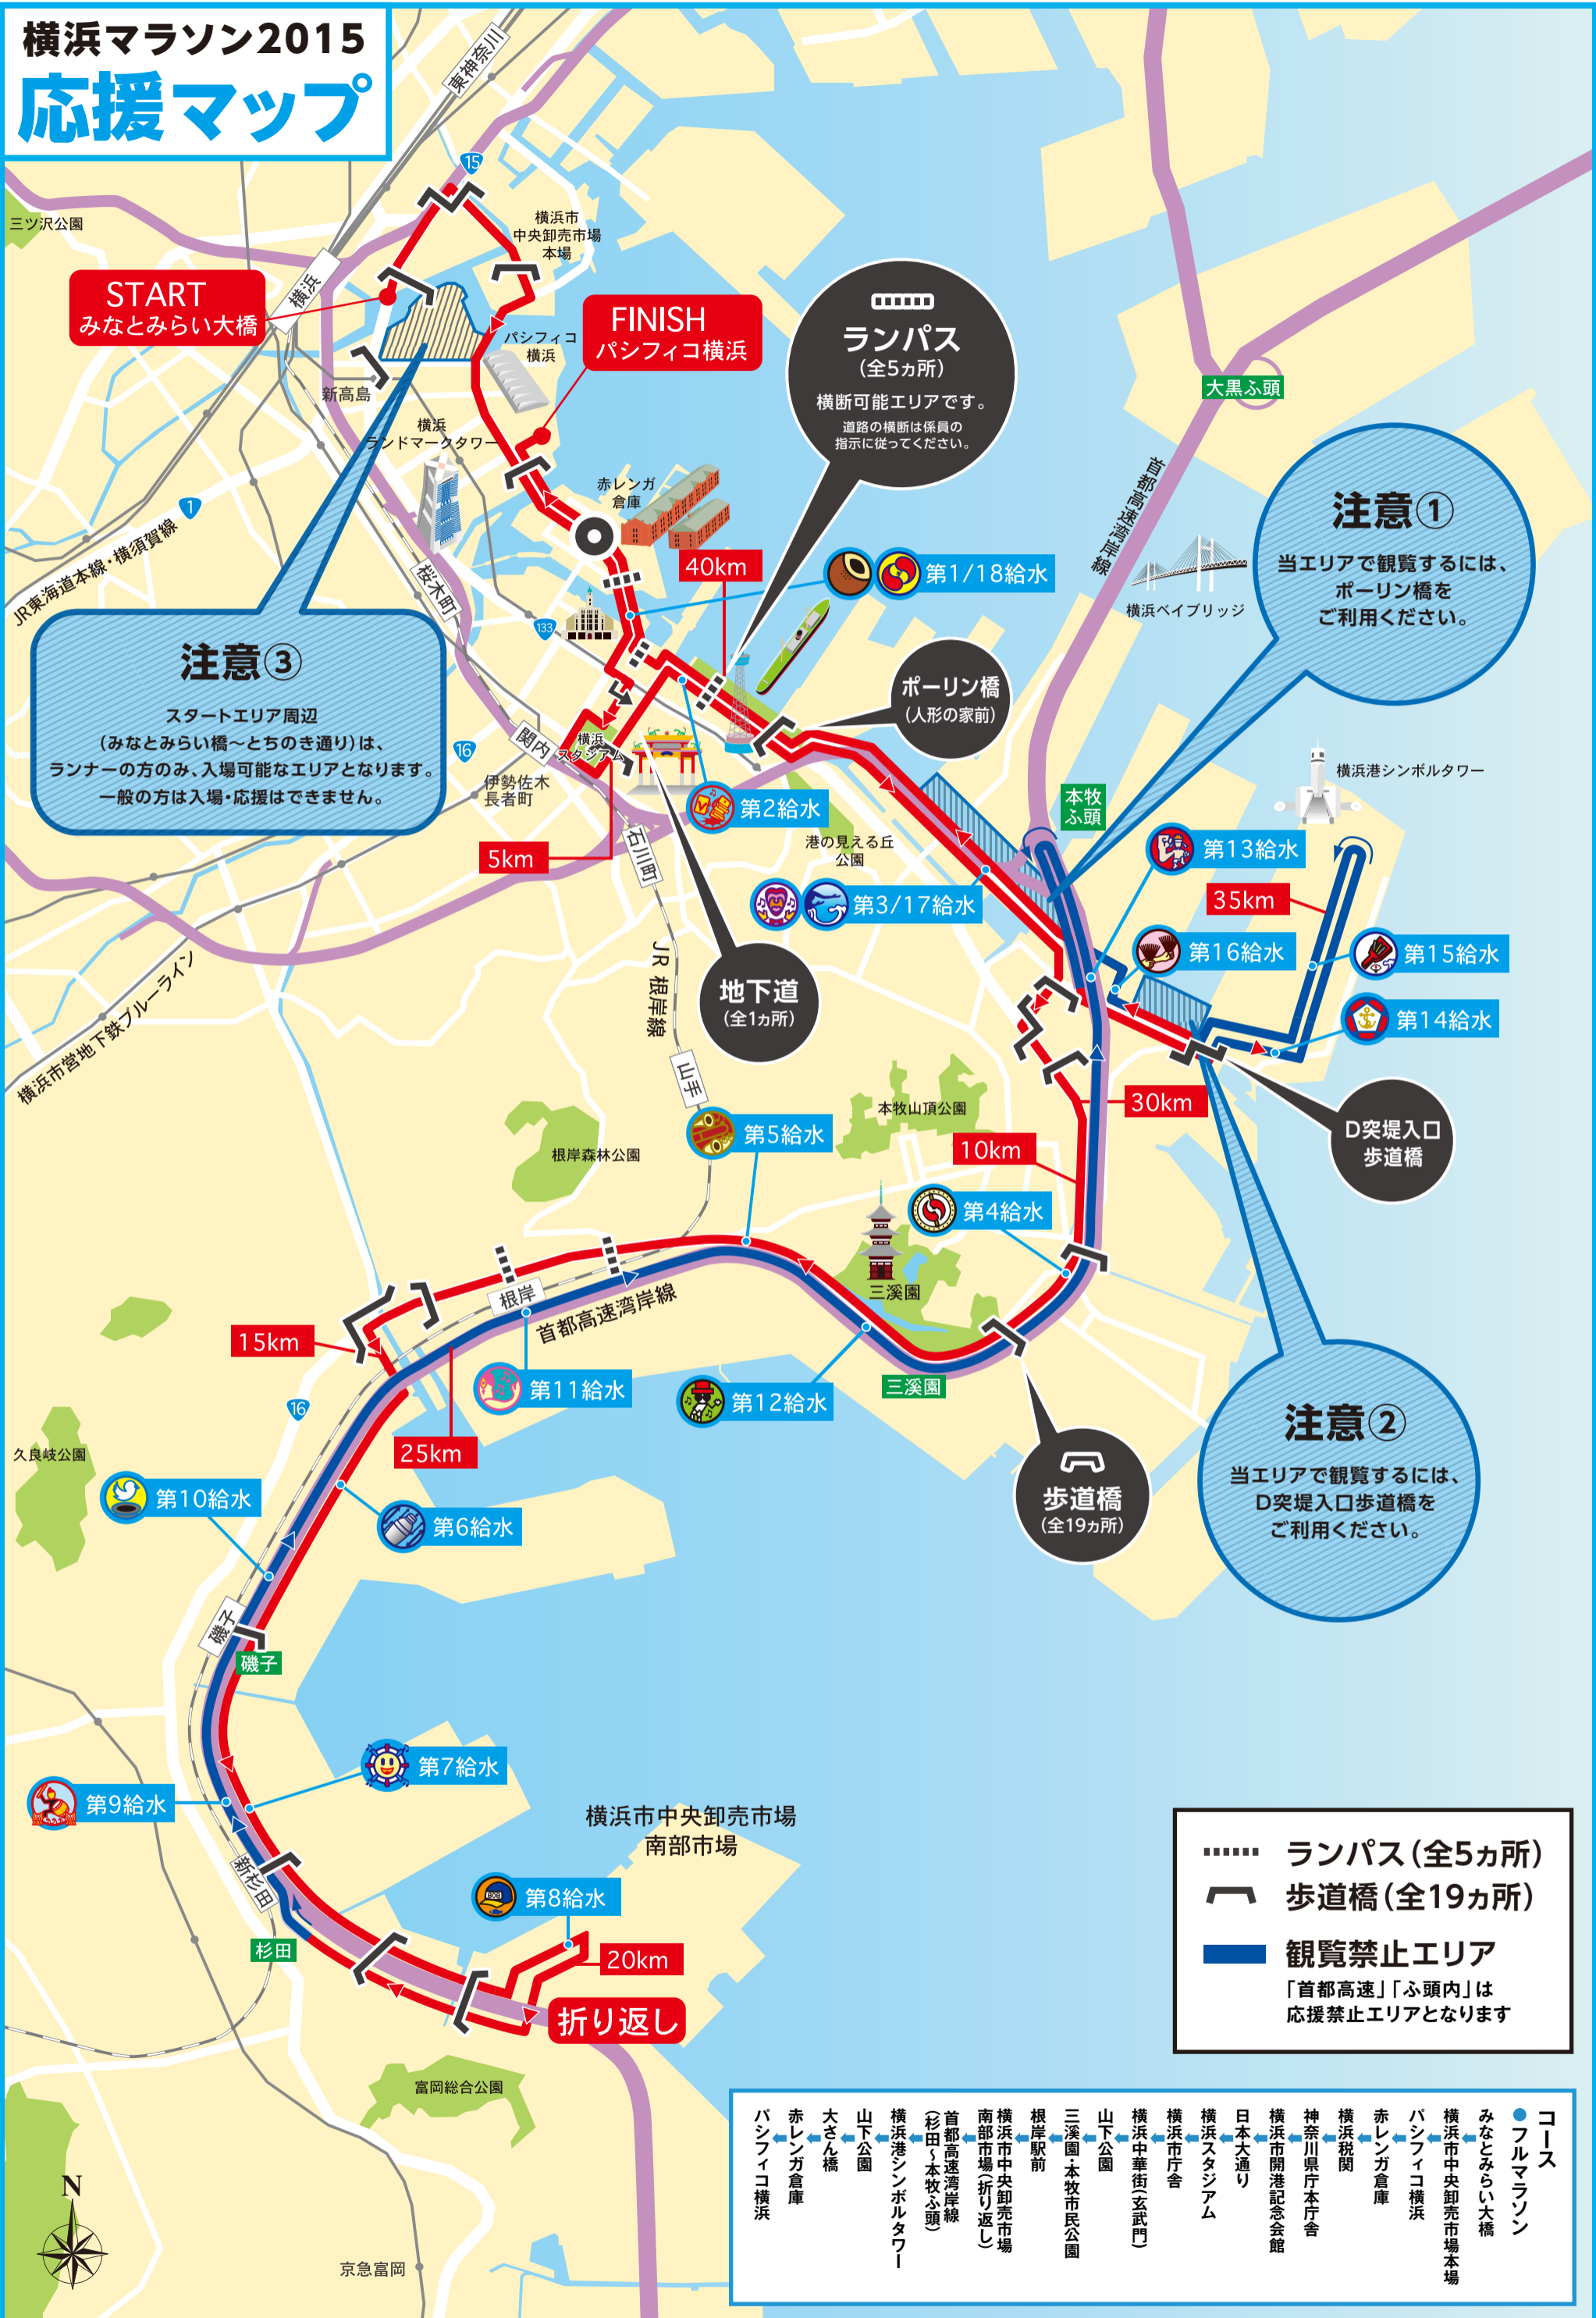 横浜マラソン2015
応援マップ
東神奈川
15
三ツ沢公園
横浜市
中央卸売市場
本場
横浜
START
みなとみらい大橋
FINISH
パシフィコ横浜
パシフィコ
横浜
新高島
横浜
ランドマークタワー
ランパス
(全5ヵ所)
横断可能エリアです。
道路の横断は係員の
指示に従ってください。
大黒ふ頭
首都高速湾岸線
赤レンガ
倉庫
1
JR東海道本線・横須賀線
桜木町
40km
第1/18給水
133
横浜ベイブリッジ
注意①
当エリアで観覧するには、
ポーリン橋を
ご利用ください。
注意③
スタートエリア周辺
(みなとみらい橋～とちのき通り)は、
ランナーの方のみ、入場可能なエリアとなります。
一般の方は入場・応援はできません。
ポーリン橋
(人形の家前)
関内
横浜
スタジアム
16
伊勢佐木
長者町
横浜港シンボルタワー
第2給水
本牧
ふ頭
5km
石川町
港の見える丘
公園
第13給水
第3/17給水
35km
第16給水
第15給水
第14給水
JR 根岸線
地下道
(全1ヵ所)
横浜市営地下鉄ブルーライン
山手
本牧山頂公園
30km
D突堤入口
歩道橋
第5給水
根岸森林公園
10km
第4給水
三溪園
根岸
首都高速湾岸線
15km
第11給水
第12給水
三溪園
16
25km
久良岐公園
第10給水
第6給水
歩道橋
(全19ヵ所)
注意②
当エリアで観覧するには、
D突堤入口歩道橋を
ご利用ください。
磯子
磯子
第7給水
第9給水
横浜市中央卸売市場
南部市場
新杉田
第8給水
杉田
20km
折り返し
ランパス(全5ヵ所)
歩道橋(全19ヵ所)
観覧禁止エリア
「首都高速」「ふ頭内」は
応援禁止エリアとなります
富岡総合公園
N
京急富岡
コース
●フルマラソン
みなとみらい大橋
横浜市中央卸売市場本場
パシフィコ横浜
赤レンガ倉庫
横浜税関
神奈川県庁本庁舎
横浜市開港記念会館
日本大通り
横浜スタジアム
横浜市庁舎
横浜中華街(玄武門)
山下公園
三溪園・本牧市民公園
根岸駅前
横浜市中央卸売市場
南部市場(折り返し)
首都高速湾岸線
(杉田～本牧ふ頭)
横浜港シンボルタワー
山下公園
大さん橋
赤レンガ倉庫
パシフィコ横浜